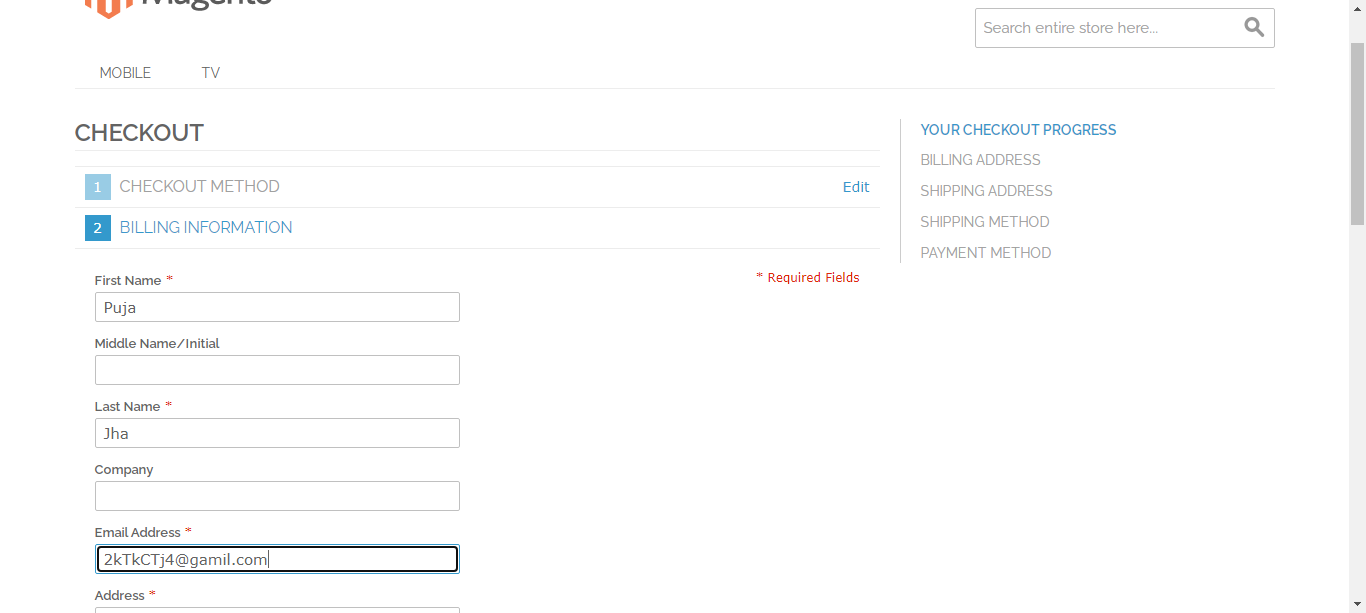 Magento
Search entire store here...
MOBILE TV
CHECKOUT
1 CHECKOUT METHOD Edit
2 BILLING INFORMATION
First Name *
* Required Fields
Puja
Middle Name/Initial
Last Name *
Jha
Company
Email Address *
2kTkCTj4@gamil.com
Address *
YOUR CHECKOUT PROGRESS
BILLING ADDRESS
SHIPPING ADDRESS
SHIPPING METHOD
PAYMENT METHOD